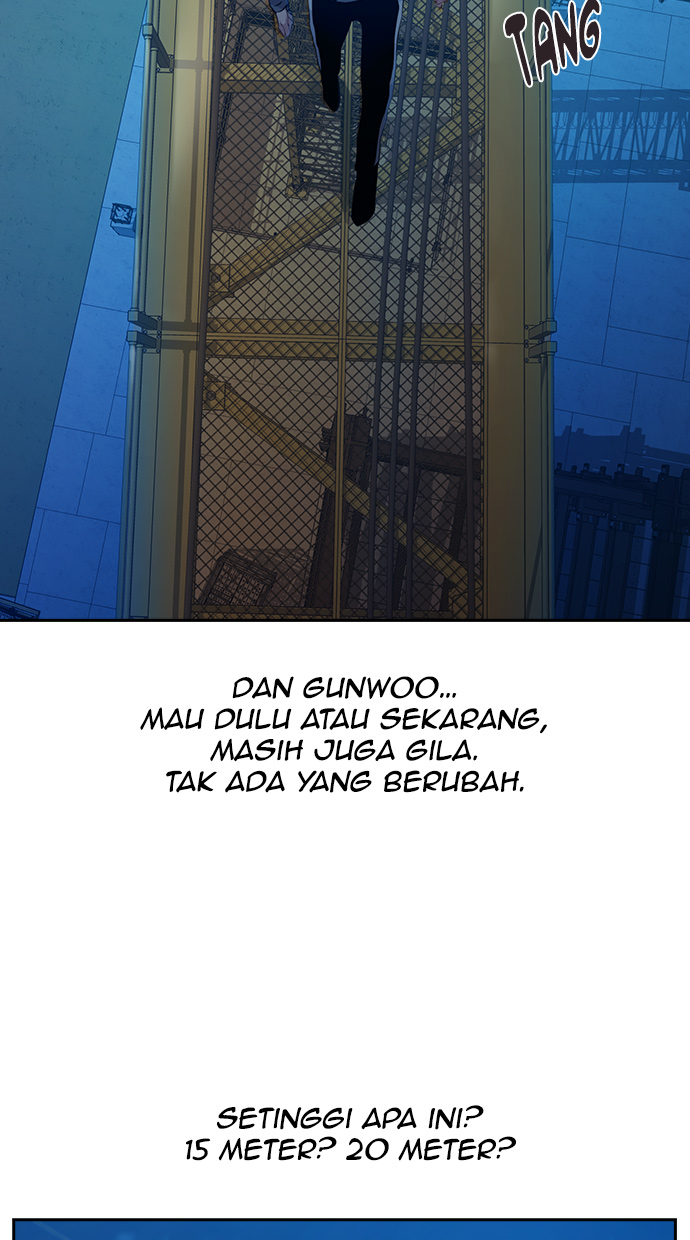 TANG
DAN GUNWOO...
MAU DULU ATAU SEKARANG,
MASIH JUGA GILA.
TAK ADA YANG BERUBAH.
SETINGGI APA INI?
15 METER? 20 METER?